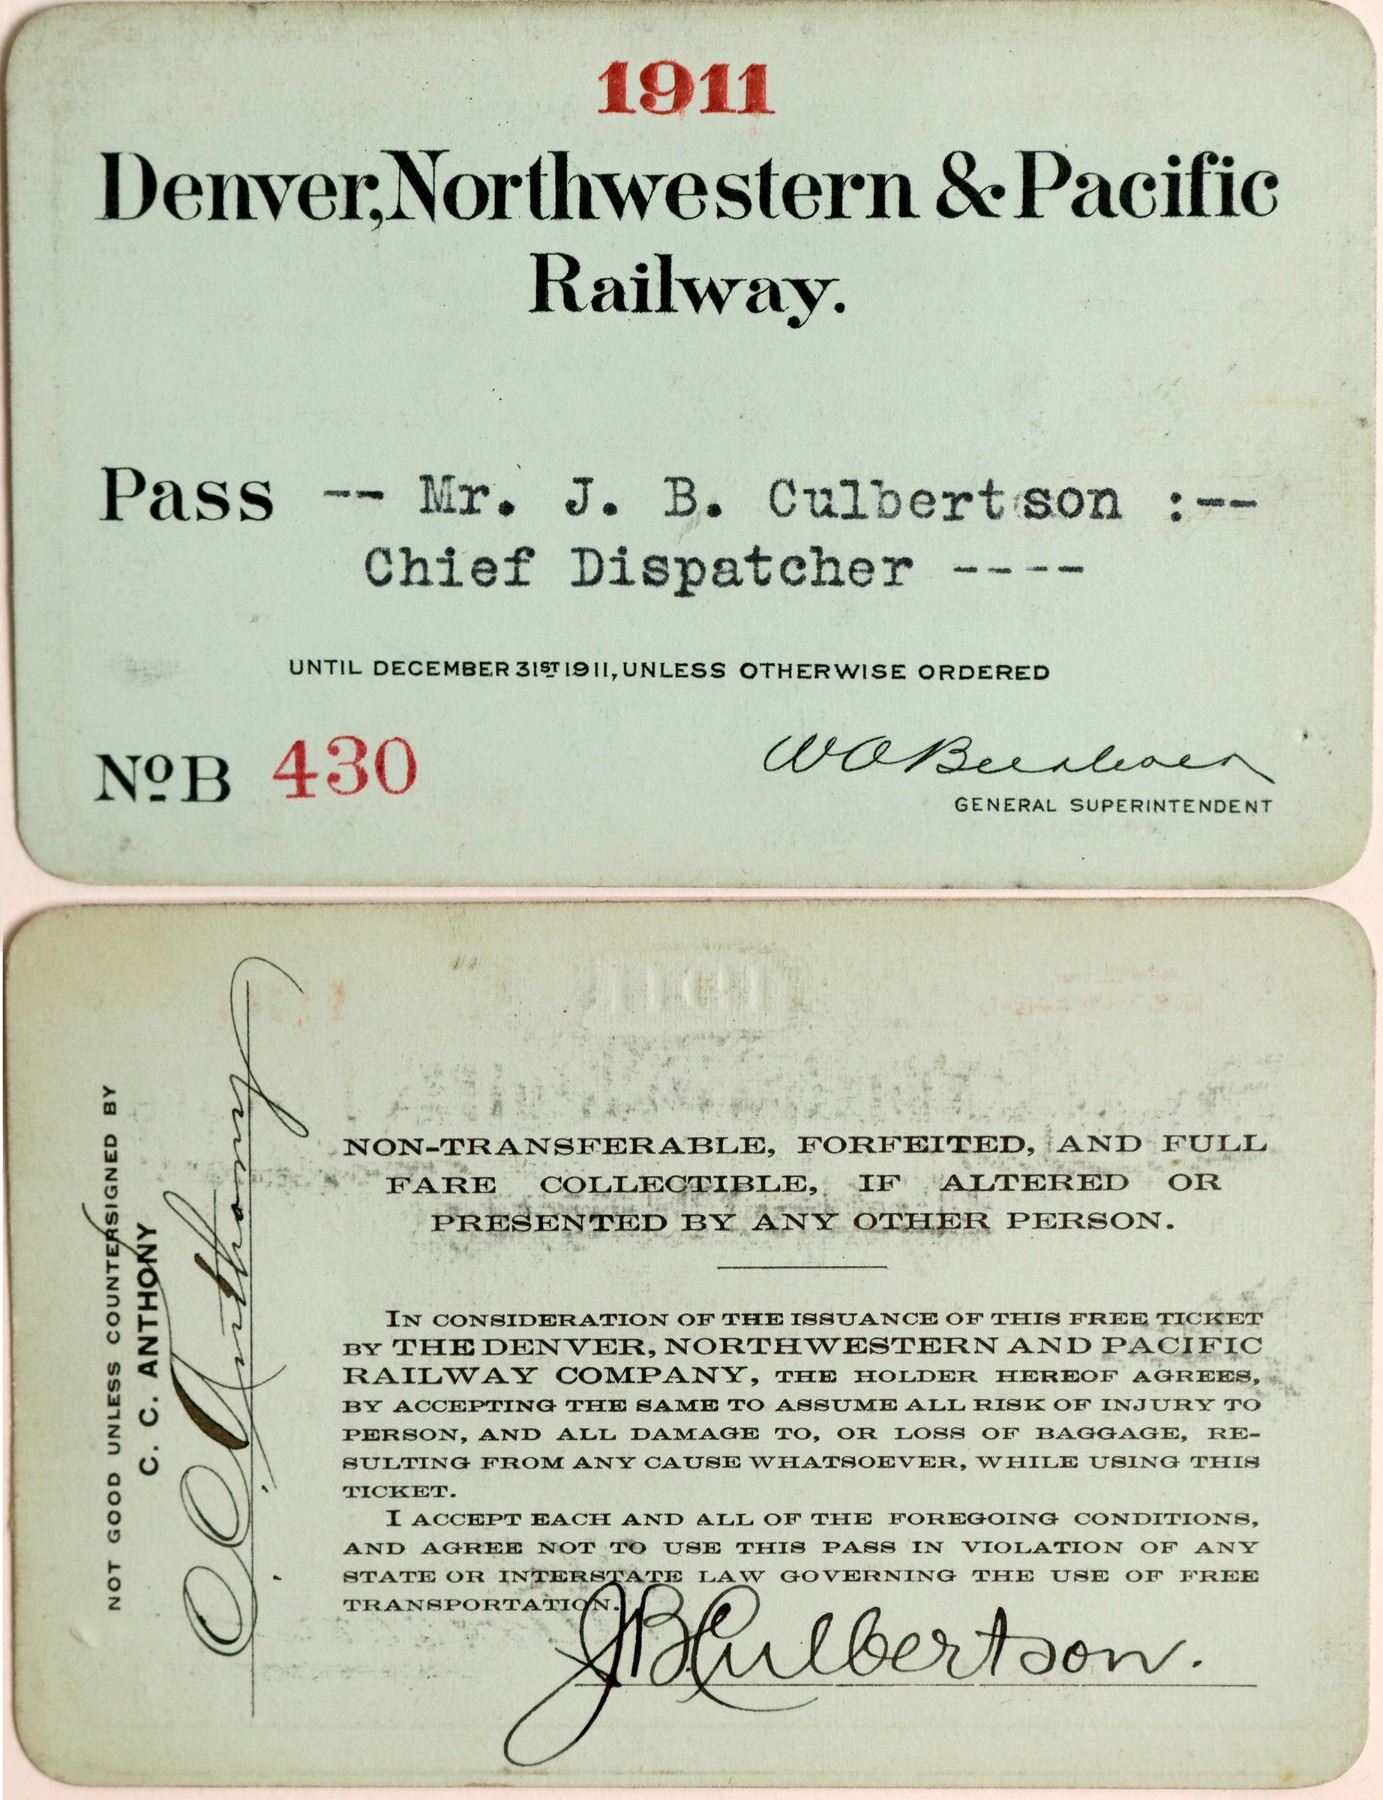 1911
Denver, Northwestern & Pacific
Railway.
Pass -- Mr. J. B. Culbertson :--
Chief Dispatcher ----
UNTIL DECEMBER 31ST 1911, UNLESS OTHERWISE ORDERED
No B 430
W O
GENERAL SUPERINTENDENT
NOT GOOD UNLESS COUNTERSIGNED BY
C. C. ANTHONY
C. C. Anthony
NON-TRANSFERABLE, FORFEITED, AND FULL
FARE COLLECTIBLE, IF ALTERED OR
PRESENTED BY ANY OTHER PERSON.
IN CONSIDERATION OF THE ISSUANCE OF THIS FREE TICKET
BY THE DENVER, NORTHWESTERN AND PACIFIC
RAILWAY COMPANY, THE HOLDER HEREOF AGREES,
BY ACCEPTING THE SAME TO ASSUME ALL RISK OF INJURY TO
PERSON, AND ALL DAMAGE TO, OR LOSS OF BAGGAGE, RE-
SULTING FROM ANY CAUSE WHATSOEVER, WHILE USING THIS
TICKET.
I ACCEPT EACH AND ALL OF THE FOREGOING CONDITIONS,
AND AGREE NOT TO USE THIS PASS IN VIOLATION OF ANY
STATE OR INTERSTATE LAW GOVERNING THE USE OF FREE
TRANSPORTATION.
J B Culbertson.